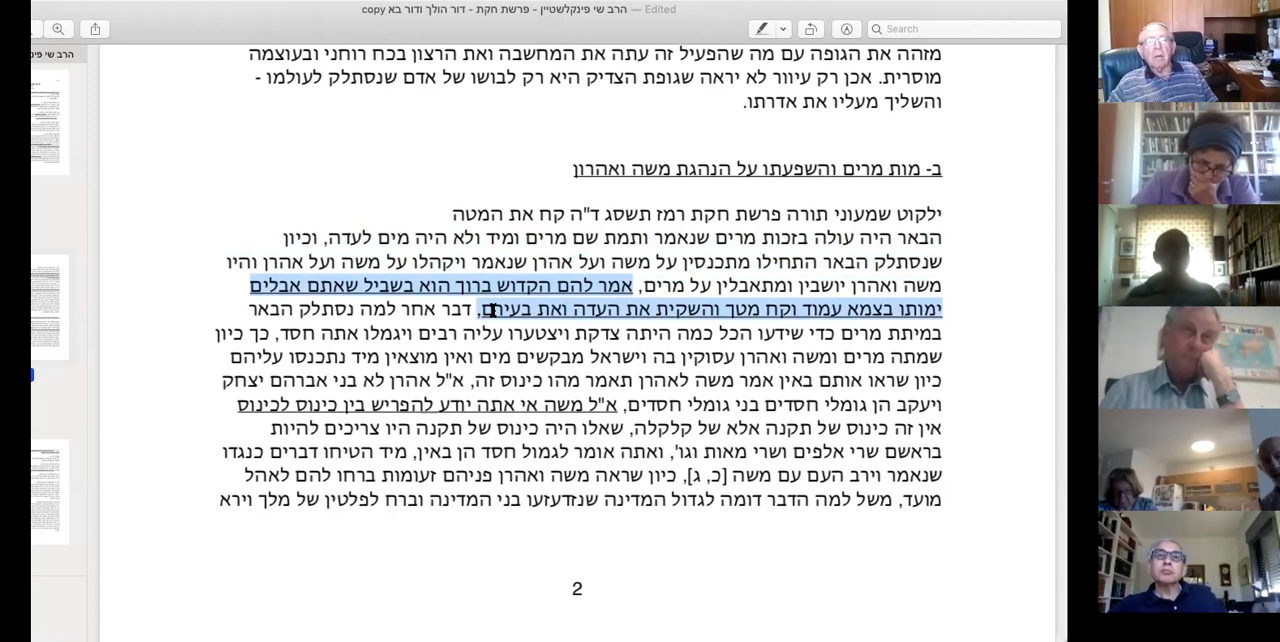 הרב שי פינקלשטיין - פרשת חקת - דור הולך ודור בא copy — Edited
Search
הרב שי פינ
מזהה את הגופה עם מה שהפעיל זה עתה את המחשבה ואת הרצון בכח רוחני ובעוצמה
מוסרית. אכן רק עיוור לא יראה שגופת הצדיק היא רק לבושו של אדם שנסתלק לעולמו -
והשליך מעליו את אדרתו.
ב- מות מרים והשפעתו על הנהגת משה ואהרון
ילקוט שמעוני תורה פרשת חקת רמז תשסג ד"ה קח את המטה
הבאר היה עולה בזכות מרים שנאמר ותמת שם מרים ומיד ולא היה מים לעדה, וכיון
שנסתלק הבאר התחילו מתכנסין על משה ועל אהרן שנאמר ויקהלו על משה ועל אהרן והיו
משה ואהרן יושבין ומתאבלין על מרים, אמר להם הקדוש ברוך הוא בשביל שאתם אבלים
ימותו בצמא עמוד וקח מטך והשקית את העדה ואת בעירם, דבר אחר למה נסתלק הבאר
במיתת מרים כדי שידעו הכל כמה היתה צדקת ויצטערו עליה רבים ויגמלו אתה חסד, כך כיון
שמתה מרים ומשה ואהרן עסוקין בה וישראל מבקשים מים ואין מוצאין מיד נתכנסו עליהם
כיון שראו אותם באין אמר משה לאהרן תאמר מהו כינוס זה, א"ל אהרן לא בני אברהם יצחק
ויעקב הן גומלי חסדים בני גומלי חסדים, א"ל משה אי אתה יודע להפריש בין כינוס לכינוס
אין זה כינוס של תקנה אלא של קלקלה, שאלו היה כינוס של תקנה היו צריכים להיות
בראשם שרי אלפים ושרי מאות וגו', ואתה אומר לגמול חסד הן באין, מיד הטיחו דברים כנגדו
שנאמר וירב העם עם משה [כ, ג], כיון שראה משה ואהרן פניהם זעומות ברחו להם לאהל
מועד, משל למה הדבר דומה לגדול המדינה שנזעזעו בני המדינה וברח לפלטין של מלך וירא
2